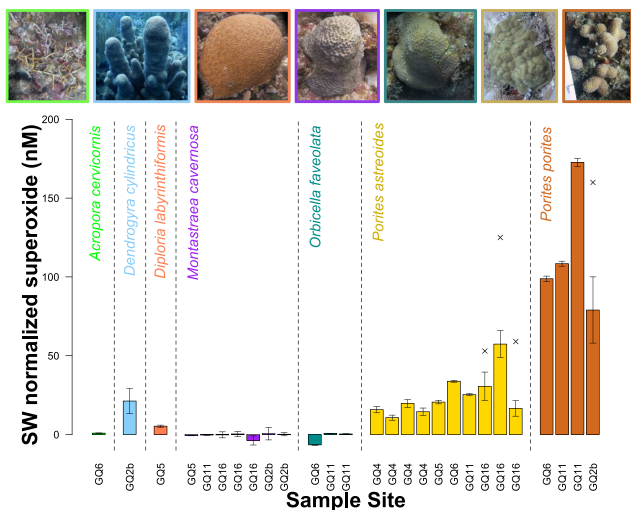 200
150
100
50
0
SW normalized superoxide (nM)
Acropora cervicornis
Dendrogyra cylindricus
Diploria labyrinthiformis
Montastraea cavernosa
Orbicella faveolata
Porites astreoides
Porites porites
GQ6
GQ2b
GQ5
GQ5
GQ11
GQ16
GQ16
GQ16
GQ2b
GQ2b
GQ6
GQ11
GQ11
GQ4
GQ4
GQ4
GQ4
GQ5
GQ6
GQ11
GQ16
GQ16
GQ16
GQ6
GQ11
GQ11
GQ2b
Sample Site